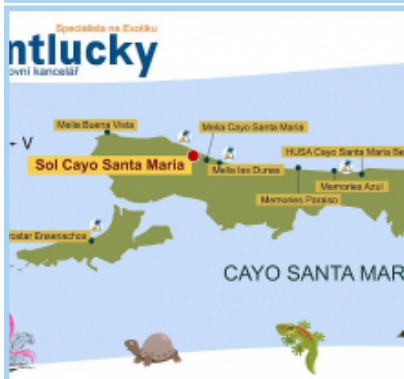 Specialista na Exotiku
ntlucky
ovní kancelář
Melia Buena Vista
Melia Cayo Santa Maria
V
HUSA Cayo Santa Maria Be
Sol Cayo Santa Maria
Melia las Dunas
Memories Azul
Memories Paraiso
rostar Ensenachos
CAYO SANTA MAR